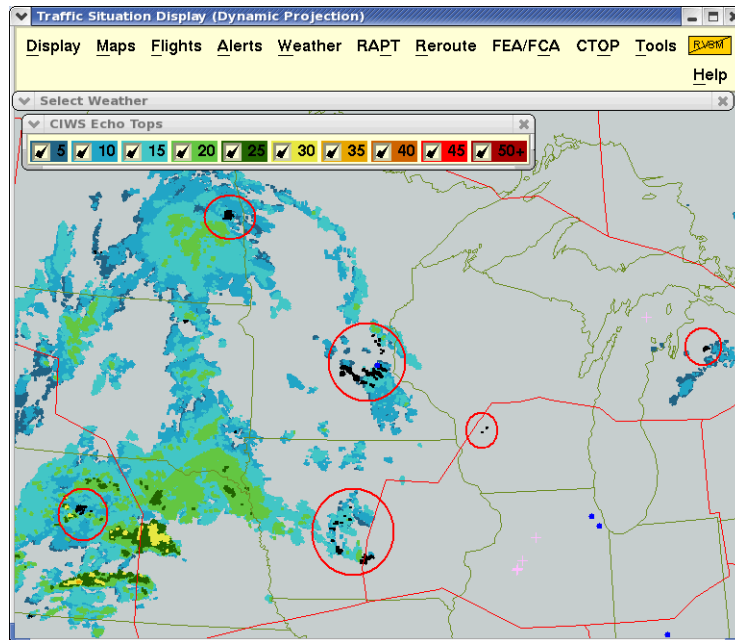 Traffic Situation Display (Dynamic Projection)
Display Maps Flights Alerts Weather RAPT Reroute FEA/FCA CTOP Tools RVSM
Help
Select Weather
CIWS Echo Tops
5 10 15 20 25 30 35 40 45 50+